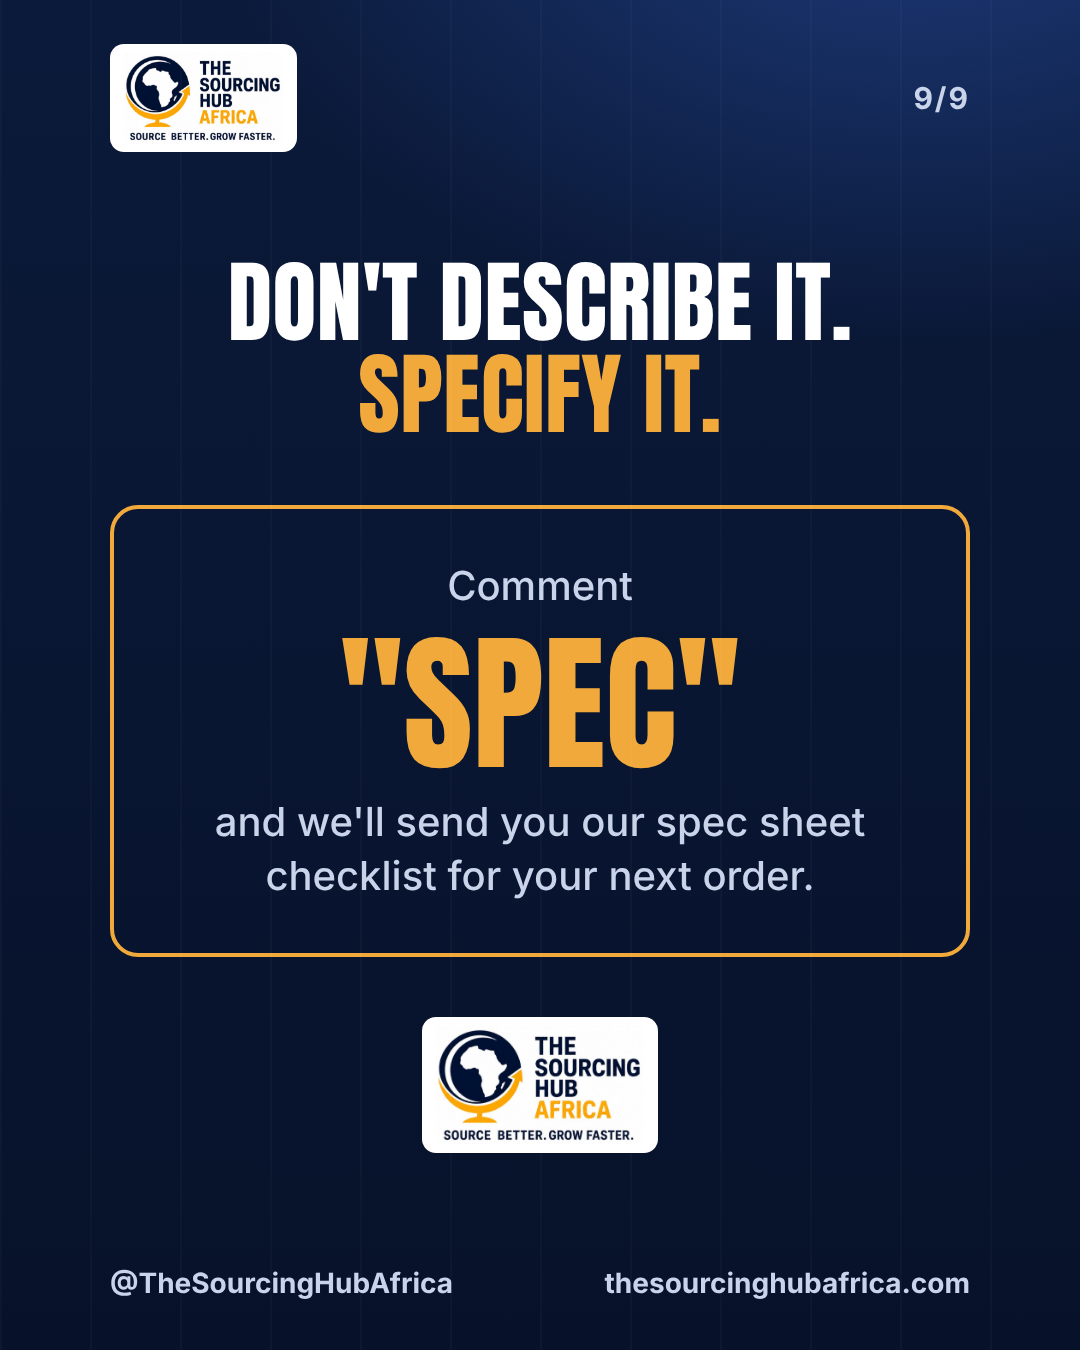 THE
SOURCING
HUB
AFRICA
SOURCE BETTER. GROW FASTER.
9/9
DON'T DESCRIBE IT.
SPECIFY IT.
Comment
"SPEC"
and we'll send you our spec sheet
checklist for your next order.
THE
SOURCING
HUB
AFRICA
SOURCE BETTER. GROW FASTER.
@TheSourcingHubAfrica
thesourcinghubafrica.com